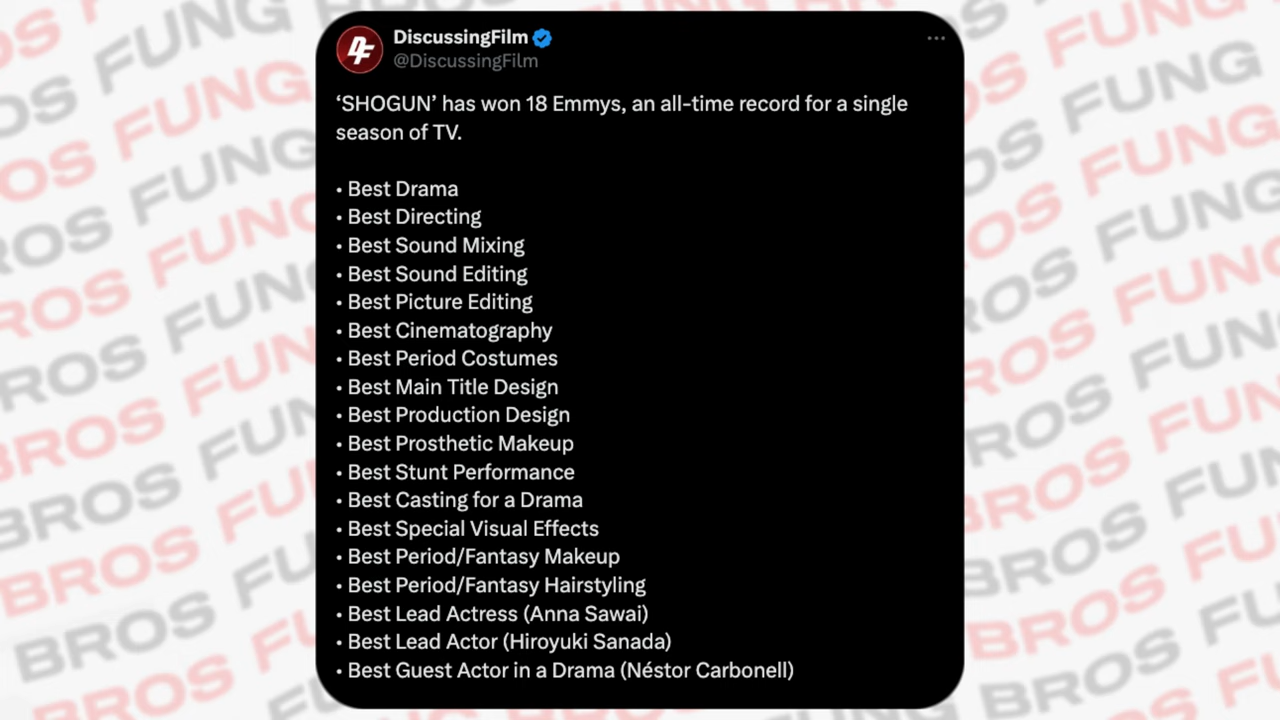 DiscussingFilm
@DiscussingFilm
‘SHOGUN’ has won 18 Emmys, an all-time record for a single
season of TV.
• Best Drama
• Best Directing
• Best Sound Mixing
• Best Sound Editing
• Best Picture Editing
• Best Cinematography
• Best Period Costumes
• Best Main Title Design
• Best Production Design
• Best Prosthetic Makeup
• Best Stunt Performance
• Best Casting for a Drama
• Best Special Visual Effects
• Best Period/Fantasy Makeup
• Best Period/Fantasy Hairstyling
• Best Lead Actress (Anna Sawai)
• Best Lead Actor (Hiroyuki Sanada)
• Best Guest Actor in a Drama (Néstor Carbonell)
FUNG BROS